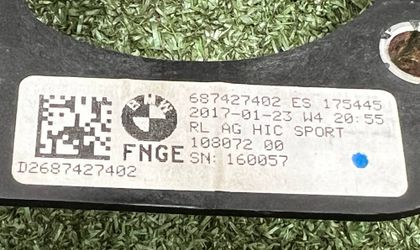 687427402 ES 175445
2017-01-23 W4 20:55
RL AG HIC SPORT
108072 00
SN: 160057
BMW
FNGE
D2687427402